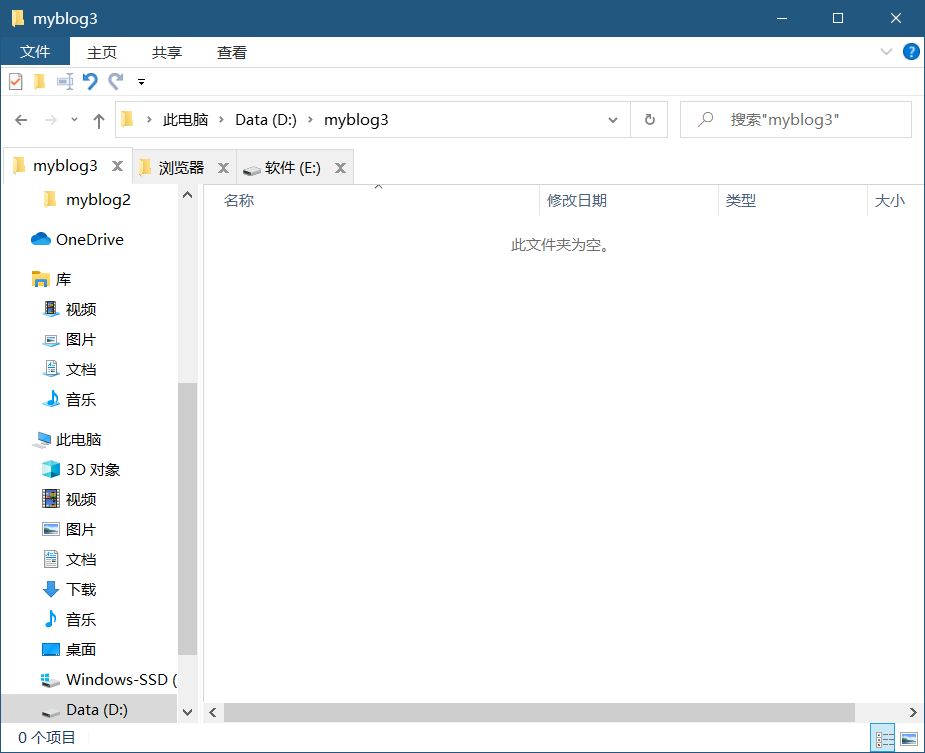 myblog3
文件 主页 共享 查看
此电脑 Data (D:) myblog3 搜索"myblog3"
myblog3 浏览器 软件 (E:)
名称 修改日期 类型 大小
此文件夹为空。
myblog2
OneDrive
库
视频
图片
文档
音乐
此电脑
3D 对象
视频
图片
文档
下载
音乐
桌面
Windows-SSD (
Data (D:)
0 个项目